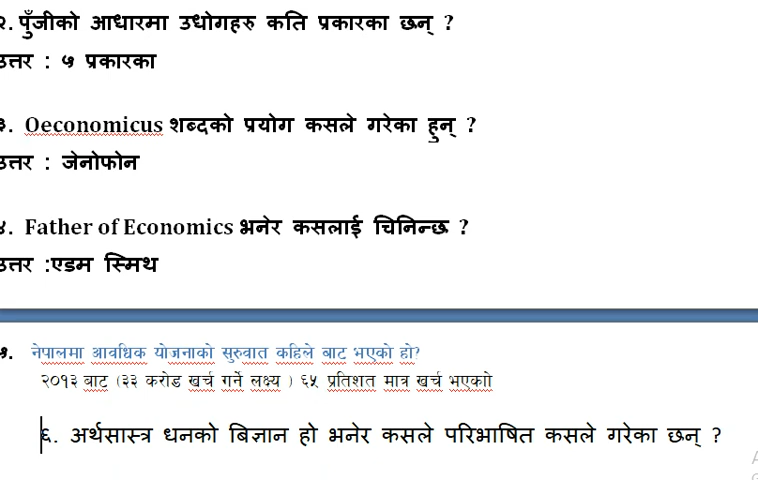 २. पुँजीको आधारमा उधोगहरु कति प्रकारका छन् ?
उत्तर : ५ प्रकारका
३. Oeconomicus शब्दको प्रयोग कसले गरेका हुन् ?
उत्तर : जेनोफोन
४. Father of Economics भनेर कसलाई चिनिन्छ ?
उत्तर :एडम स्मिथ
५. नेपालमा आवधिक योजनाको सुरुवात कहिले बाट भएको हो?
२०१३ बाट (३३ करोड खर्च गर्ने लक्ष्य ) ६५ प्रतिशत मात्र खर्च भएकाो
६. अर्थसास्त्र धनको बिज्ञान हो भनेर कसले परिभाषित कसले गरेका छन् ?